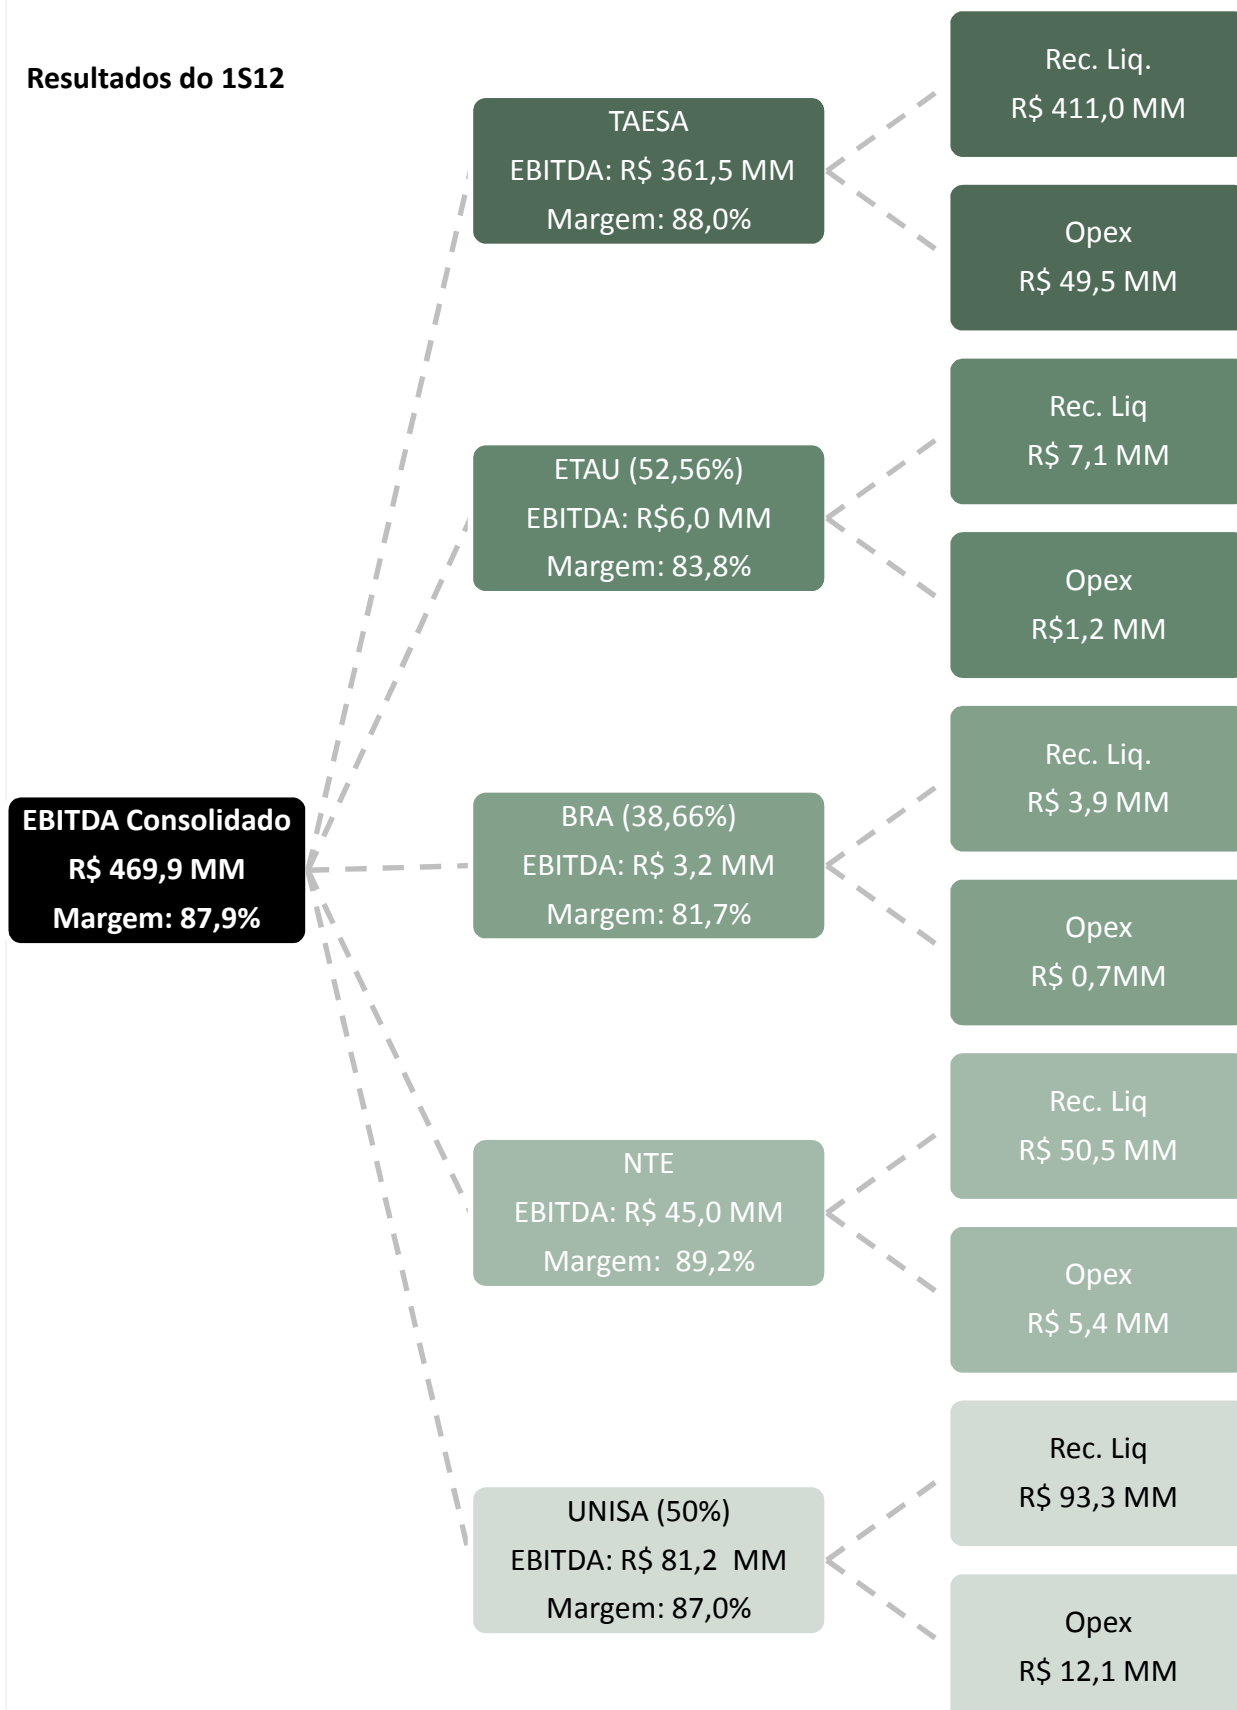 Resultados do 1S12
EBITDA Consolidado
R$ 469,9 MM
Margem: 87,9%
TAESA
EBITDA: R$ 361,5 MM
Margem: 88,0%
Rec. Liq.
R$ 411,0 MM
Opex
R$ 49,5 MM
ETAU (52,56%)
EBITDA: R$6,0 MM
Margem: 83,8%
Rec. Liq
R$ 7,1 MM
Opex
R$1,2 MM
BRA (38,66%)
EBITDA: R$ 3,2 MM
Margem: 81,7%
Rec. Liq.
R$ 3,9 MM
Opex
R$ 0,7MM
NTE
EBITDA: R$ 45,0 MM
Margem:  89,2%
Rec. Liq
R$ 50,5 MM
Opex
R$ 5,4 MM
UNISA (50%)
EBITDA: R$ 81,2  MM
Margem: 87,0%
Rec. Liq
R$ 93,3 MM
Opex
R$ 12,1 MM